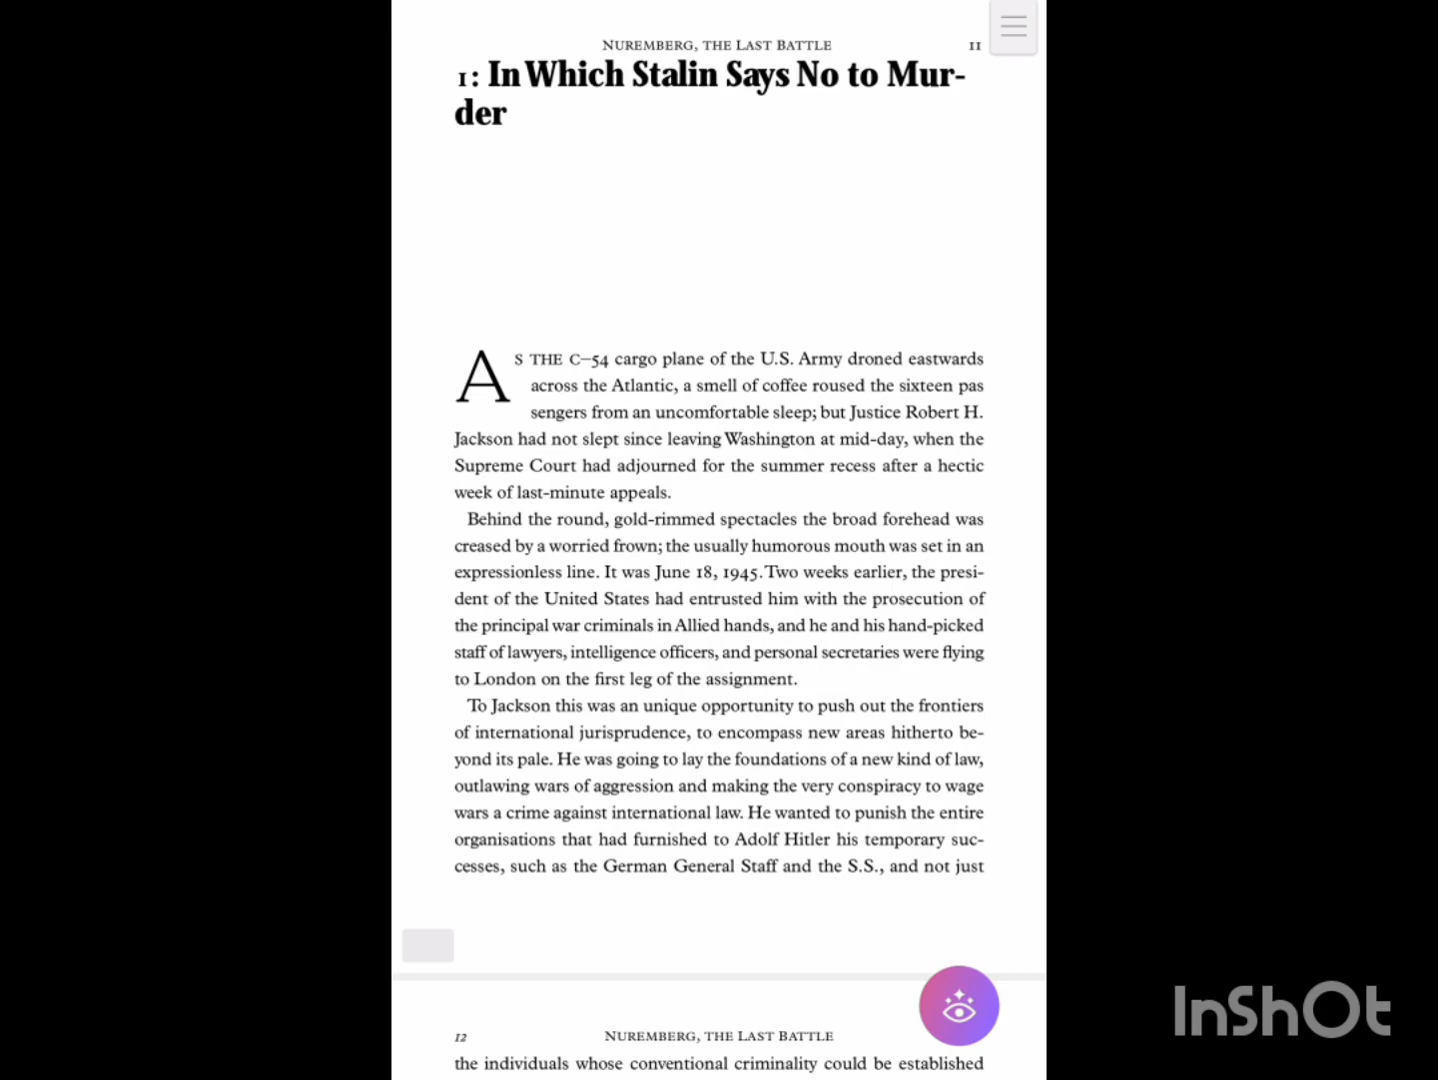 NUREMBERG, THE LAST BATTLE 11
1: In Which Stalin Says No to Mur-
der
AS THE C–54 cargo plane of the U.S. Army droned eastwards
across the Atlantic, a smell of coffee roused the sixteen pas
sengers from an uncomfortable sleep; but Justice Robert H.
Jackson had not slept since leaving Washington at mid-day, when the
Supreme Court had adjourned for the summer recess after a hectic
week of last-minute appeals.
Behind the round, gold-rimmed spectacles the broad forehead was
creased by a worried frown; the usually humorous mouth was set in an
expressionless line. It was June 18, 1945. Two weeks earlier, the presi-
dent of the United States had entrusted him with the prosecution of
the principal war criminals in Allied hands, and he and his hand-picked
staff of lawyers, intelligence officers, and personal secretaries were flying
to London on the first leg of the assignment.
To Jackson this was an unique opportunity to push out the frontiers
of international jurisprudence, to encompass new areas hitherto be-
yond its pale. He was going to lay the foundations of a new kind of law,
outlawing wars of aggression and making the very conspiracy to wage
wars a crime against international law. He wanted to punish the entire
organisations that had furnished to Adolf Hitler his temporary suc-
cesses, such as the German General Staff and the S.S., and not just
12 NUREMBERG, THE LAST BATTLE
the individuals whose conventional criminality could be established
InShOt